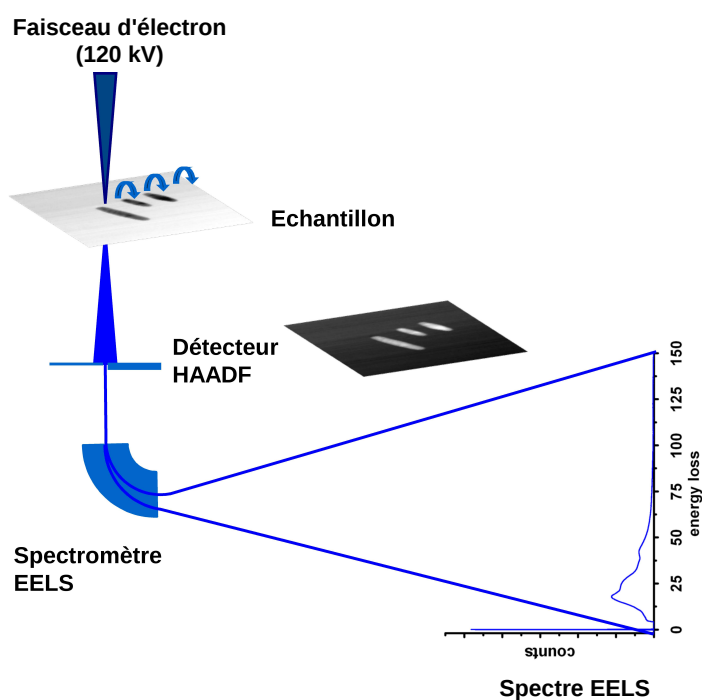 Faisceau d'électron
(120 kV)
Echantillon
Détecteur
HAADF
Spectromètre
EELS
150
125
100
75
50
25
0
energy loss
counts
Spectre EELS